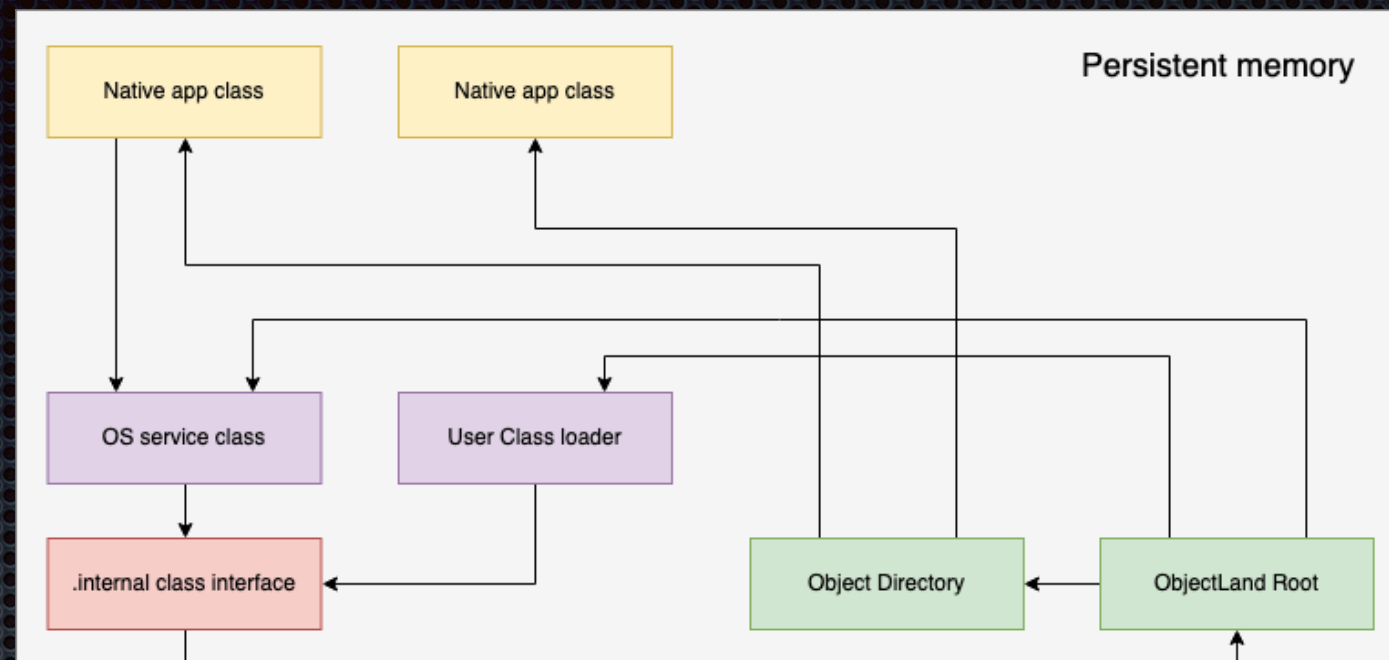 Persistent memory
Native app class
Native app class
OS service class
User Class loader
.internal class interface
Object Directory
ObjectLand Root